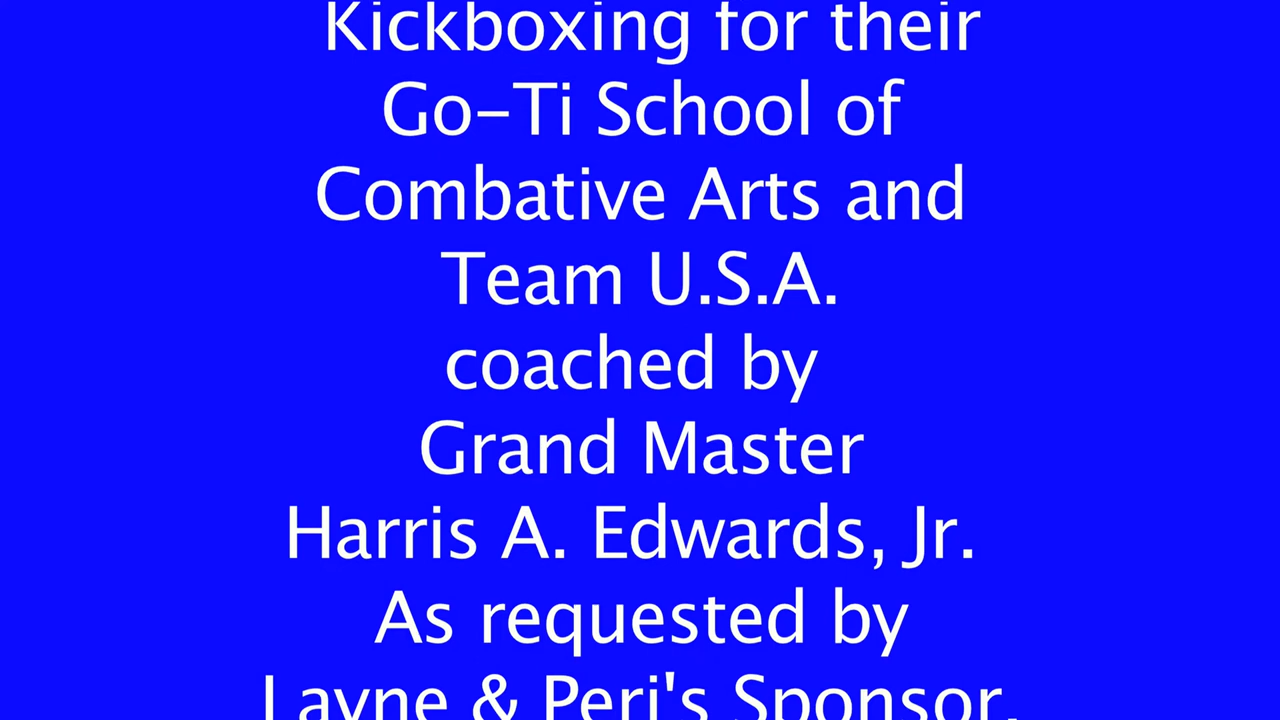 Kickboxing for their
Go-Ti School of
Combative Arts and
Team U.S.A.
coached by
Grand Master
Harris A. Edwards, Jr.
As requested by
Layne & Peri's Sponsor,